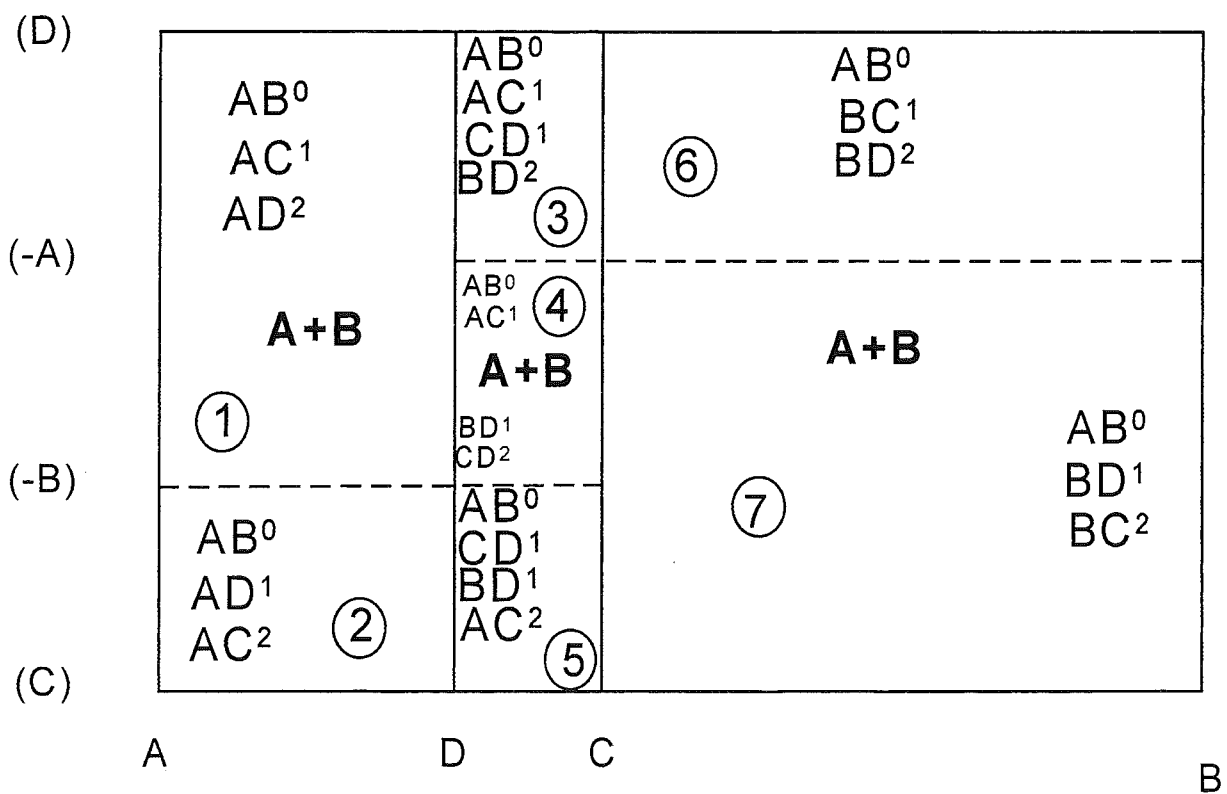 (D)
(-A)
(-B)
(C)
AB⁰
AC¹
AD²
A+B
①
AB⁰
AD¹
AC²
②
AB⁰
AC¹
CD¹
BD²
③
AB⁰
AC¹
④
A+B
BD¹
CD²
AB⁰
CD¹
BD¹
AC²
⑤
AB⁰
BC¹
BD²
⑥
A+B
AB⁰
BD¹
BC²
⑦
A D C B